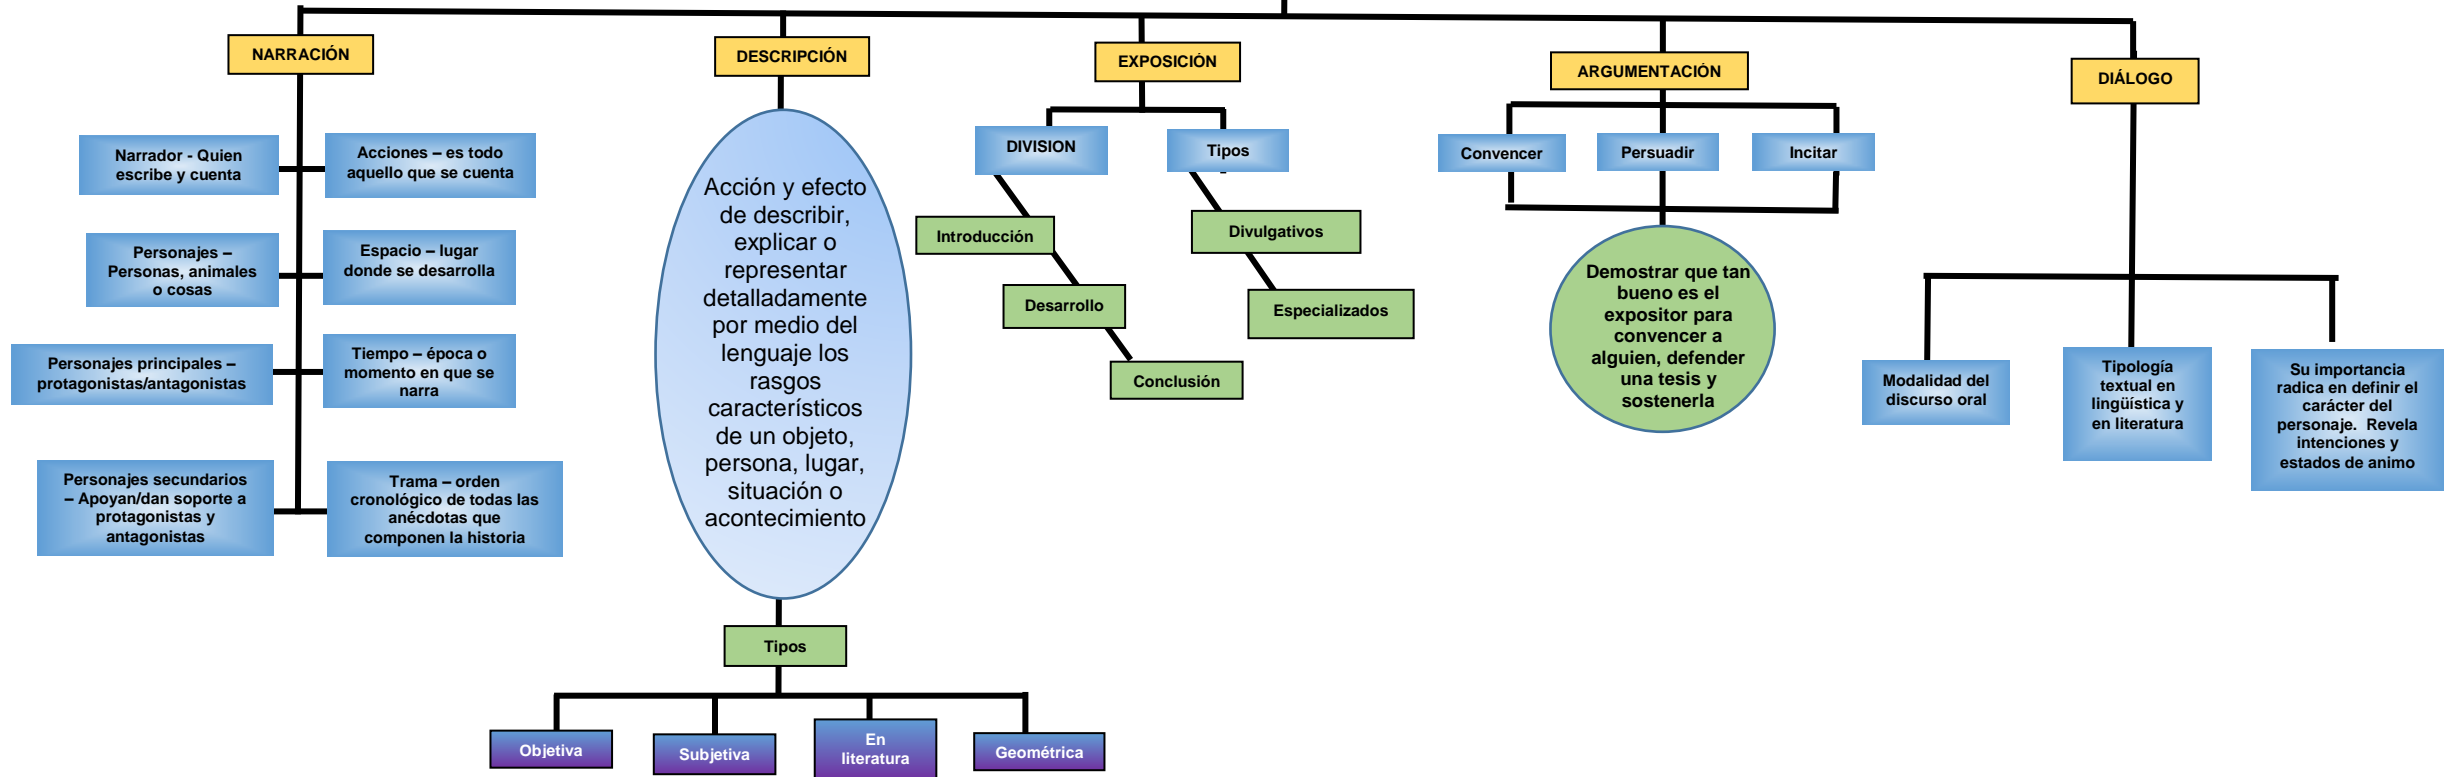 NARRACIÓN
DESCRIPCIÓN
EXPOSICIÓN
ARGUMENTACIÓN
DIÁLOGO
Narrador - Quien
escribe y cuenta
Acciones – es todo
aquello que se cuenta
Personajes –
Personas, animales
o cosas
Espacio – lugar
donde se desarrolla
Personajes principales –
protagonistas/antagonistas
Tiempo – época o
momento en que se
narra
Personajes secundarios
– Apoyan/dan soporte a
protagonistas y
antagonistas
Trama – orden
cronológico de todas las
anécdotas que
componen la historia
Acción y efecto
de describir,
explicar o
representar
detalladamente
por medio del
lenguaje los
rasgos
característicos
de un objeto,
persona, lugar,
situación o
acontecimiento
Tipos
Objetiva
Subjetiva
En
literatura
Geométrica
DIVISION
Tipos
Introducción
Desarrollo
Conclusión
Divulgativos
Especializados
Convencer
Persuadir
Incitar
Demostrar que tan
bueno es el
expositor para
convencer a
alguien, defender
una tesis y
sostenerla
Modalidad del
discurso oral
Tipología
textual en
lingüística y
en literatura
Su importancia
radica en definir el
carácter del
personaje. Revela
intenciones y
estados de animo